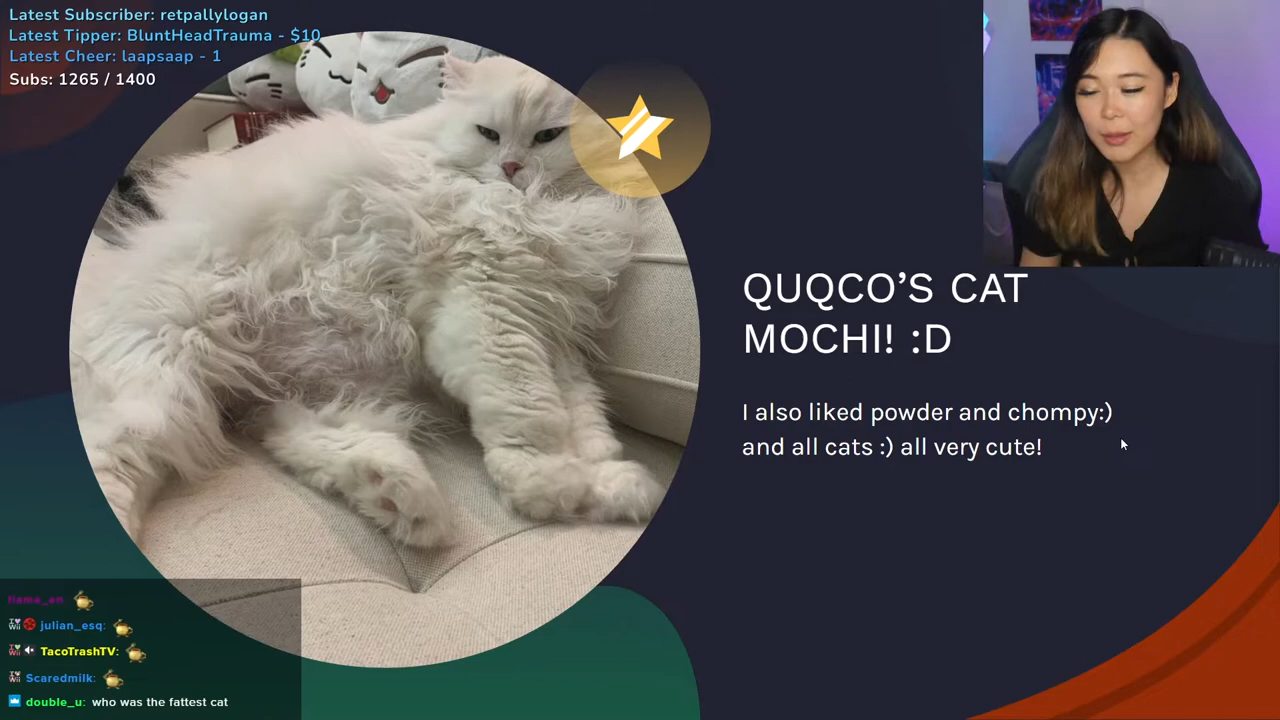 Latest Subscriber: retpallylogan
Latest Tipper: BluntHeadTrauma - $10
Latest Cheer: laapsaap - 1
Subs: 1265 / 1400
QUQCO’S CAT
MOCHI! :D
I also liked powder and chompy:)
and all cats :) all very cute!
julian_esq:
TacoTrashTV:
Scaredmilk:
double_u: who was the fattest cat